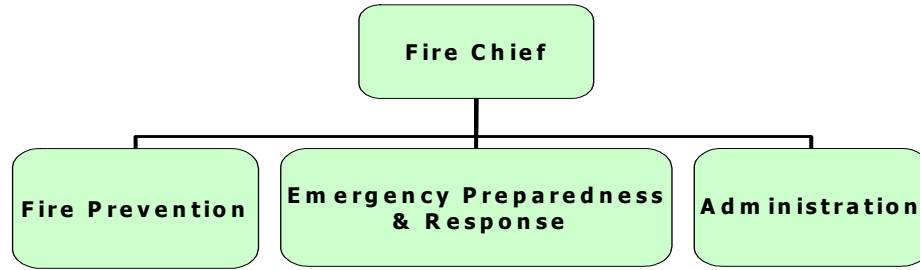 Fire Chief
Fire Prevention
Emergency Preparedness
& Response
Administration